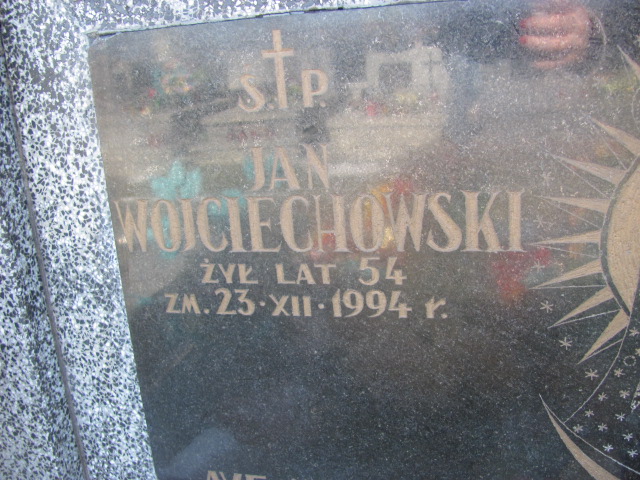 Ś.P.
JAN
WOJCIECHOWSKI
ŻYŁ LAT 54
ZM. 23·XII·1994 r.